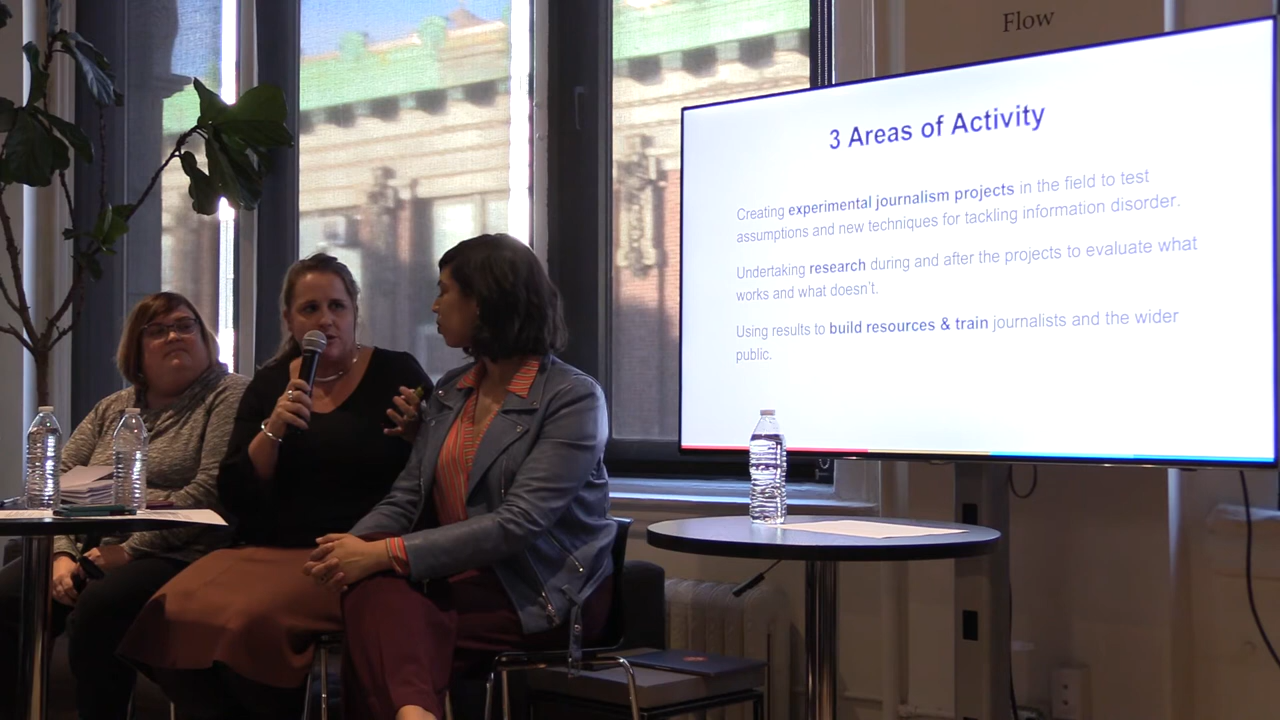 Flow
3 Areas of Activity
Creating experimental journalism projects in the field to test
assumptions and new techniques for tackling information disorder.
Undertaking research during and after the projects to evaluate what
works and what doesn't.
Using results to build resources & train journalists and the wider
public.